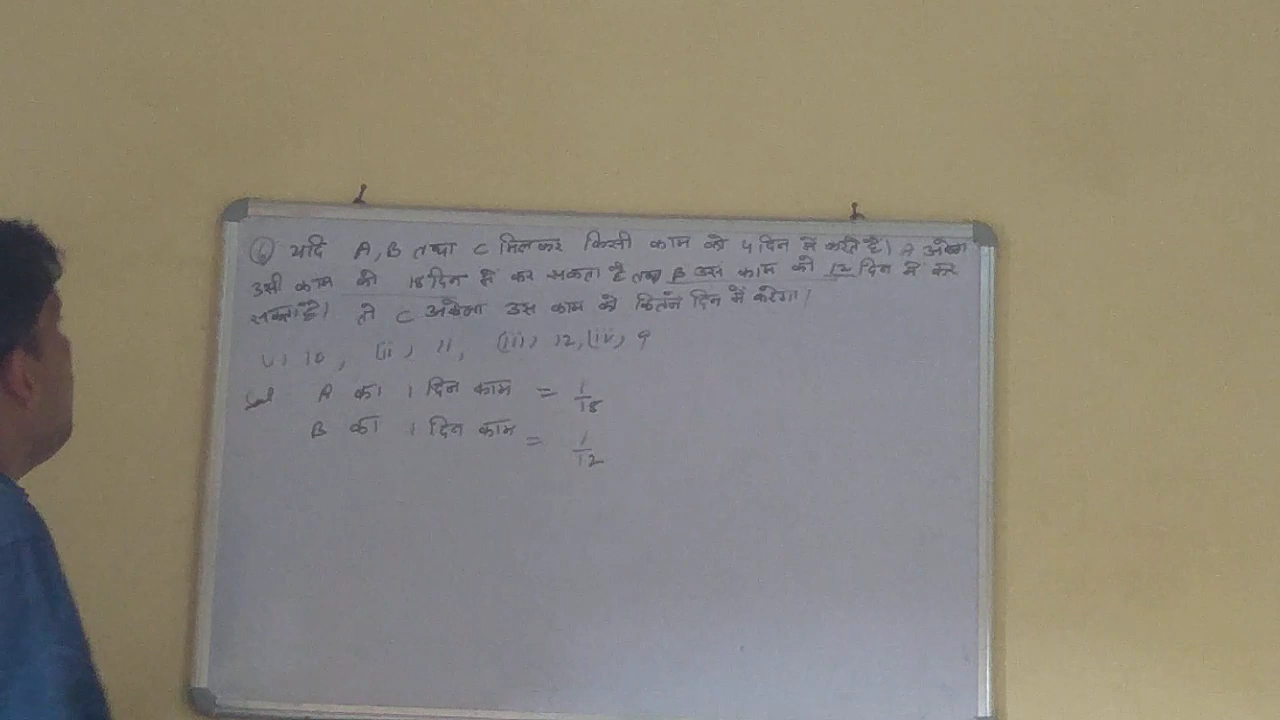 ⑥ यदि A, B तथा C मिलकर किसी काम को 4 दिन में करते है। A अकेला
उसी काम को 18 दिन में कर सकता है तथा B उस काम को 12 दिन में कर
सकता है। तो C अकेला उस काम को कितने दिन में करेगा।
(i) 10, (ii) 11, (iii) 12, (iv) 9
Sol A का 1 दिन काम = 1/18
B का 1 दिन काम = 1/12